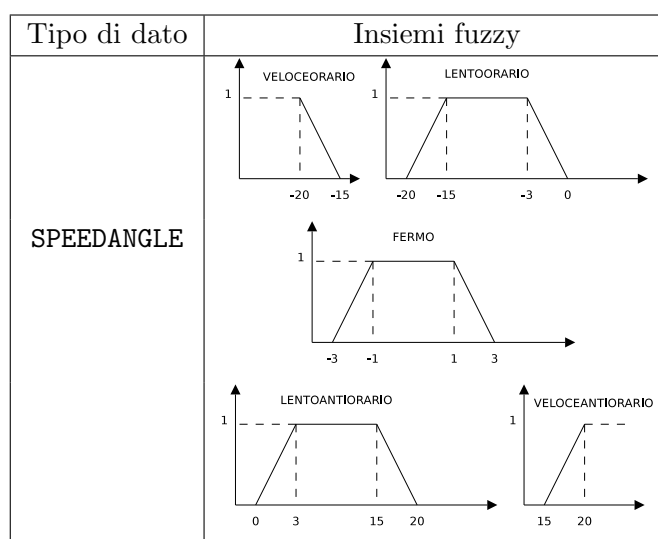 Tipo di dato Insiemi fuzzy
VELOCEORARIO LENTOORARIO
1 1
-20 -15 -20 -15 -3 0
SPEEDANGLE
FERMO
1
-3 -1 1 3
LENTOANTIORARIO VELOCEANTIORARIO
1 1
0 3 15 20 15 20